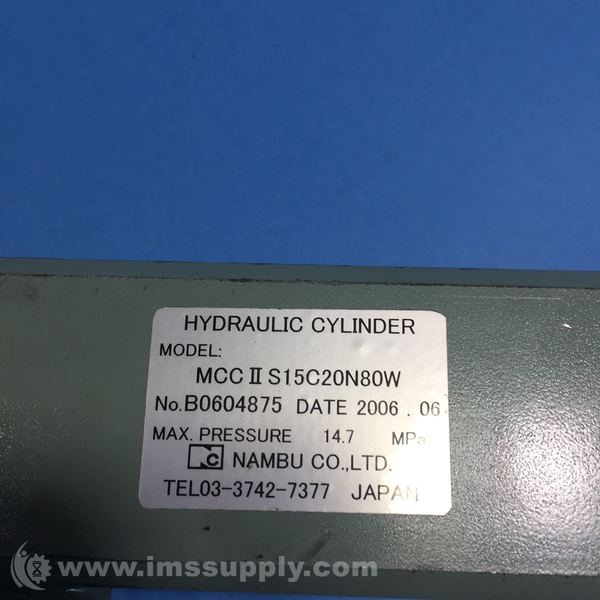 HYDRAULIC CYLINDER
MODEL:
MCC Ⅱ S15C20N80W
No.B0604875 DATE 2006 . 06
MAX. PRESSURE 14.7 MPa
NC NAMBU CO.,LTD.
TEL03-3742-7377 JAPAN
www.imssupply.com